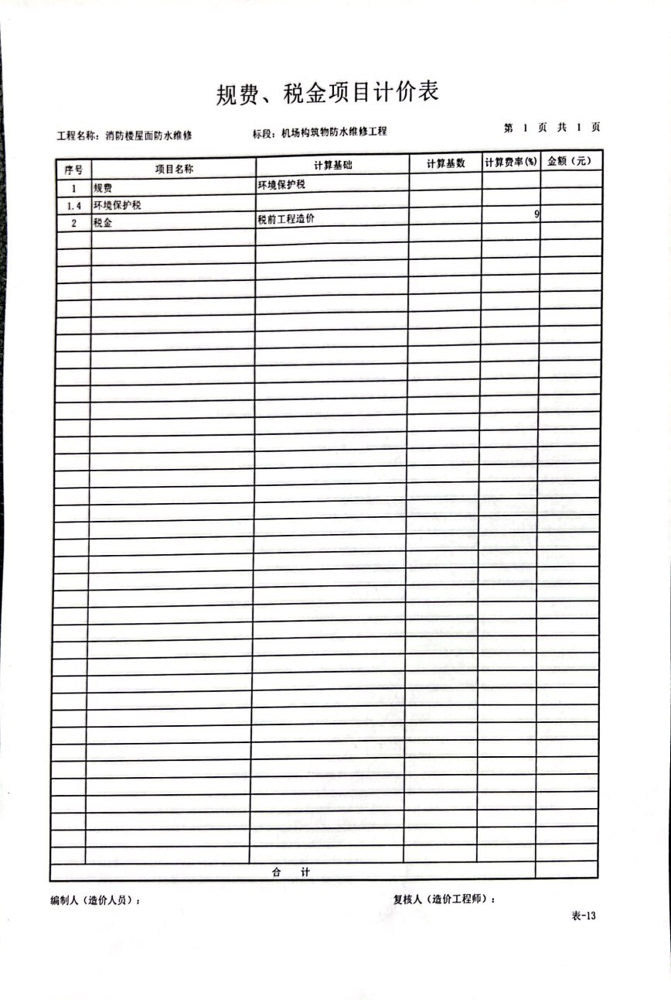 规费、税金项目计价表
工程名称：消防楼屋面防水维修 标段：机场构筑物防水维修工程 第 1 页 共 1 页
序号 项目名称 计算基础 计算基数 计算费率(%) 金额（元）
1 规费 环境保护税
1.4 环境保护税
2 税金 税前工程造价 9
合 计
编制人（造价人员）： 复核人（造价工程师）：
表-13